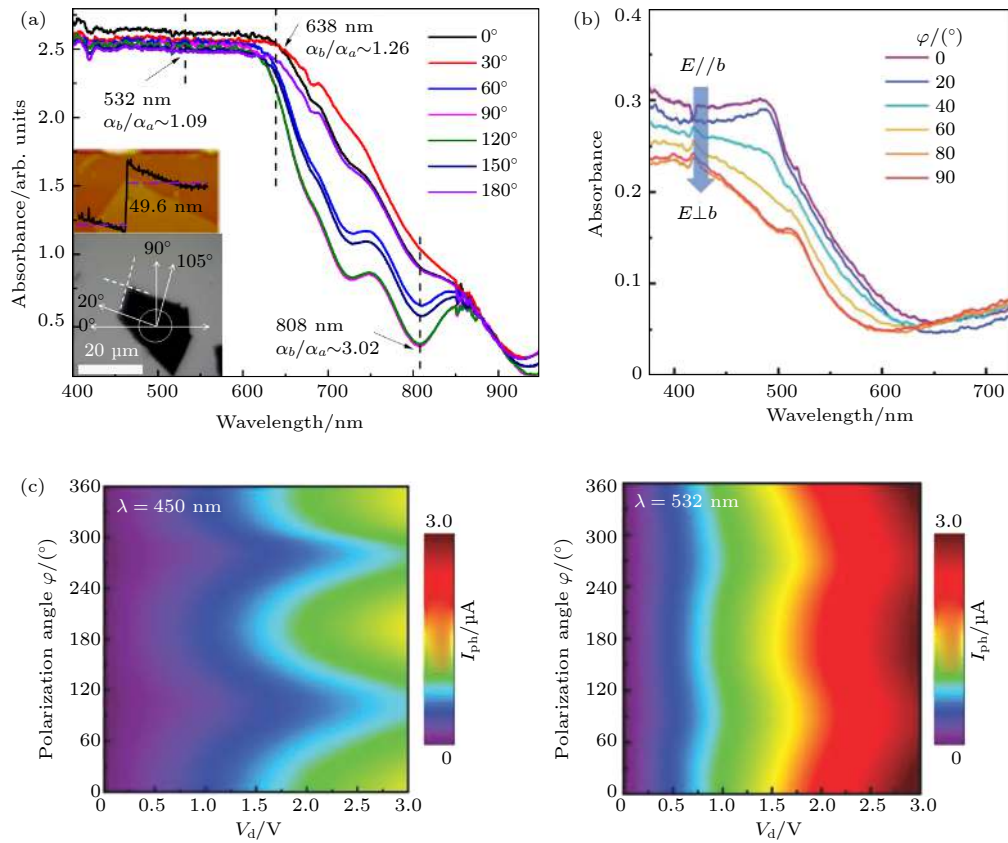 (a)
638 nm
αb/αa∼1.26
532 nm
αb/αa∼1.09
0°
30°
60°
90°
120°
150°
180°
49.6 nm
90°
105°
20°
0°
20 μm
808 nm
αb/αa∼3.02
Absorbance/arb. units
2.5
2.0
1.5
1.0
0.5
400 500 600 700 800 900
Wavelength/nm
(b)
φ/(°)
0
20
40
60
80
90
E//b
E⊥b
Absorbance
0.4
0.3
0.2
0.1
0
400 500 600 700
Wavelength/nm
(c)
λ = 450 nm
Polarization angle φ/(°)
360
300
240
180
120
60
0
0 0.5 1.0 1.5 2.0 2.5 3.0
Vd/V
3.0
Iph/μA
0
λ = 532 nm
Polarization angle φ/(°)
360
300
240
180
120
60
0
0 0.5 1.0 1.5 2.0 2.5 3.0
Vd/V
3.0
Iph/μA
0